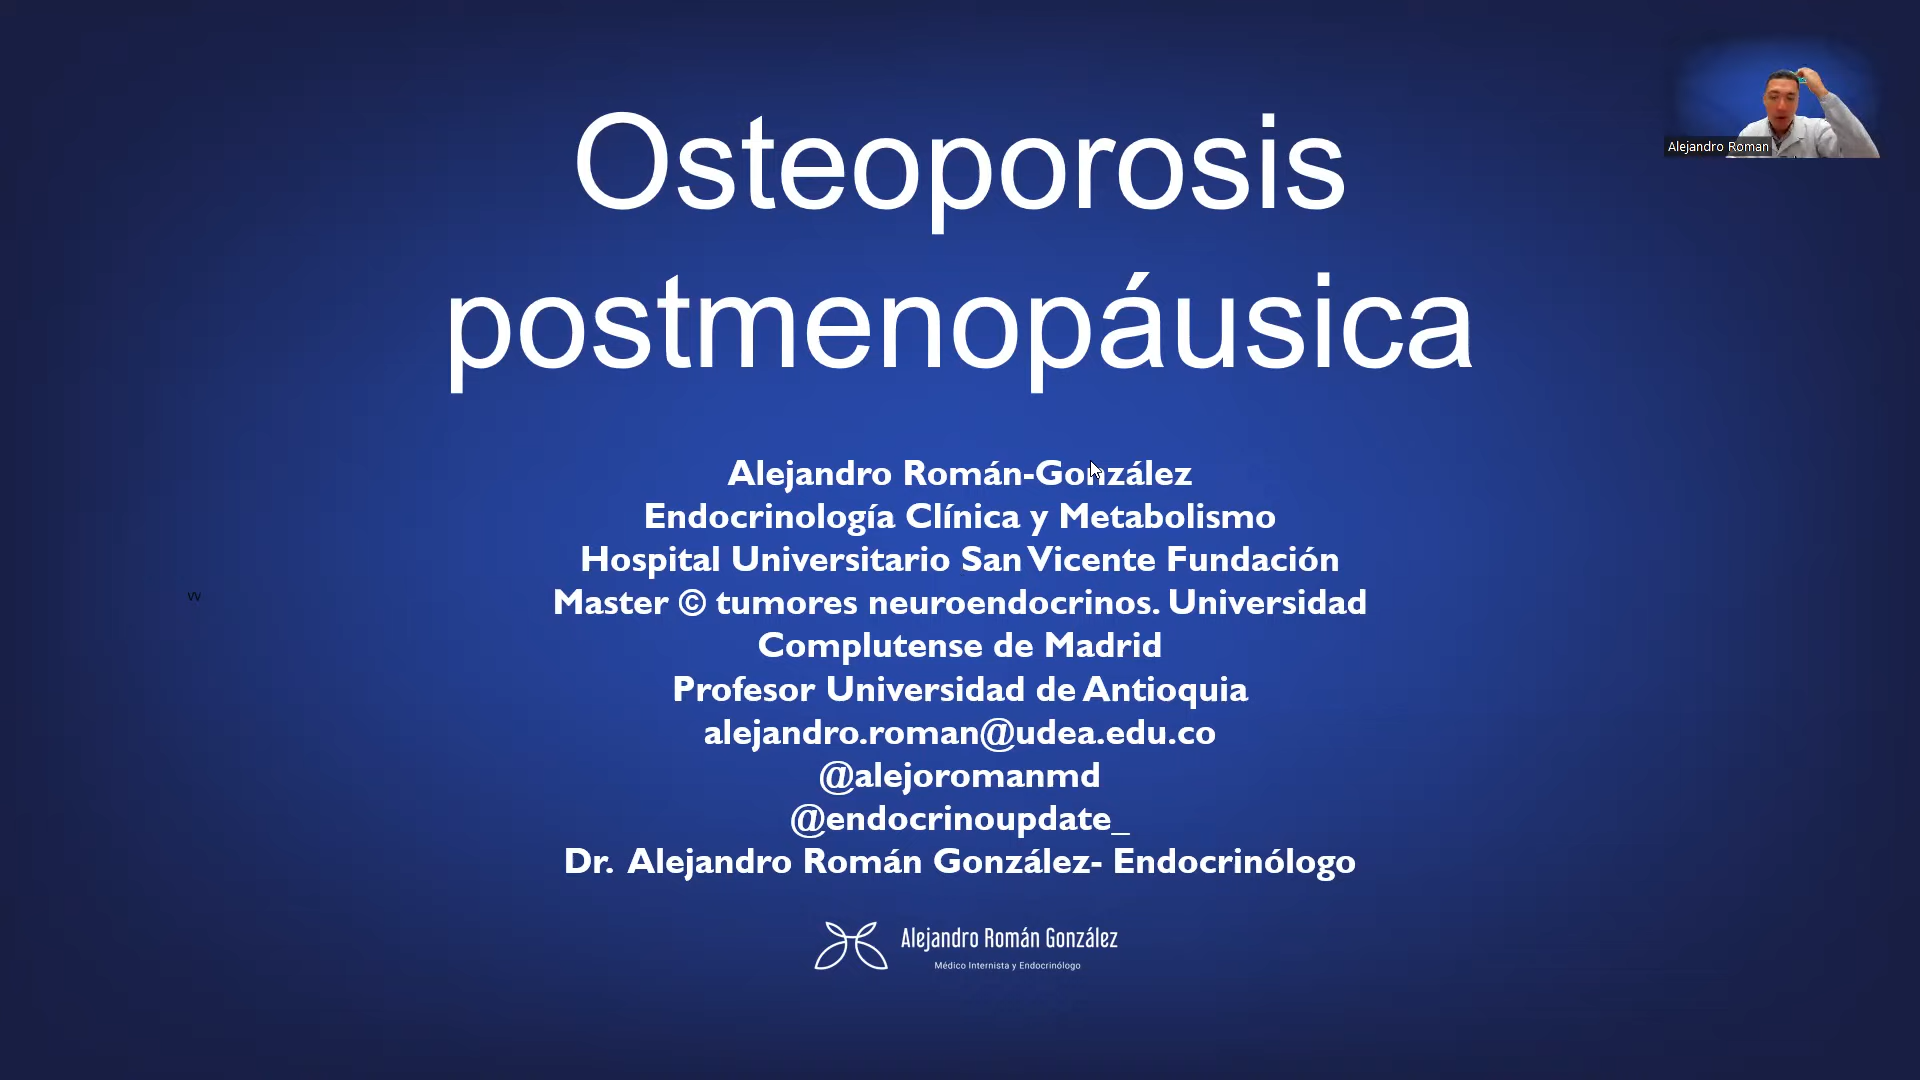 Osteoporosis
postmenopáusica
Alejandro Roman
Alejandro Román-González
Endocrinología Clínica y Metabolismo
Hospital Universitario San Vicente Fundación
Master © tumores neuroendocrinos. Universidad
Complutense de Madrid
Profesor Universidad de Antioquia
alejandro.roman@udea.edu.co
@alejoromanmd
@endocrinoupdate_
Dr. Alejandro Román González- Endocrinólogo
vv
Alejandro Román González
Médico Internista y Endocrinólogo